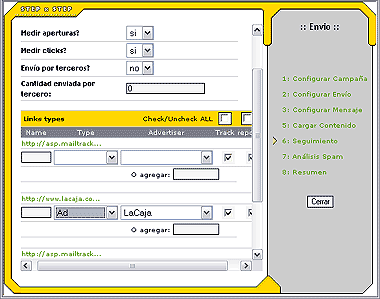 STEP x STEP
Medir aperturas? si
Medir clicks? si
Envío por terceros? no
Cantidad enviada por tercero: 0
Links types Check/Uncheck ALL
Name Type Advertiser Track repo
http://asp.mailtrack...
O agregar:
http://www.lacaja.co...
Ad LaCaja
O agregar:
http://asp.mailtrack...
:: Envío ::
1: Configurar Campaña
2: Configurar Envío
3: Configurar Mensaje
5: Cargar Contenido
6: Seguimiento
7: Análisis Spam
8: Resumen
Cerrar